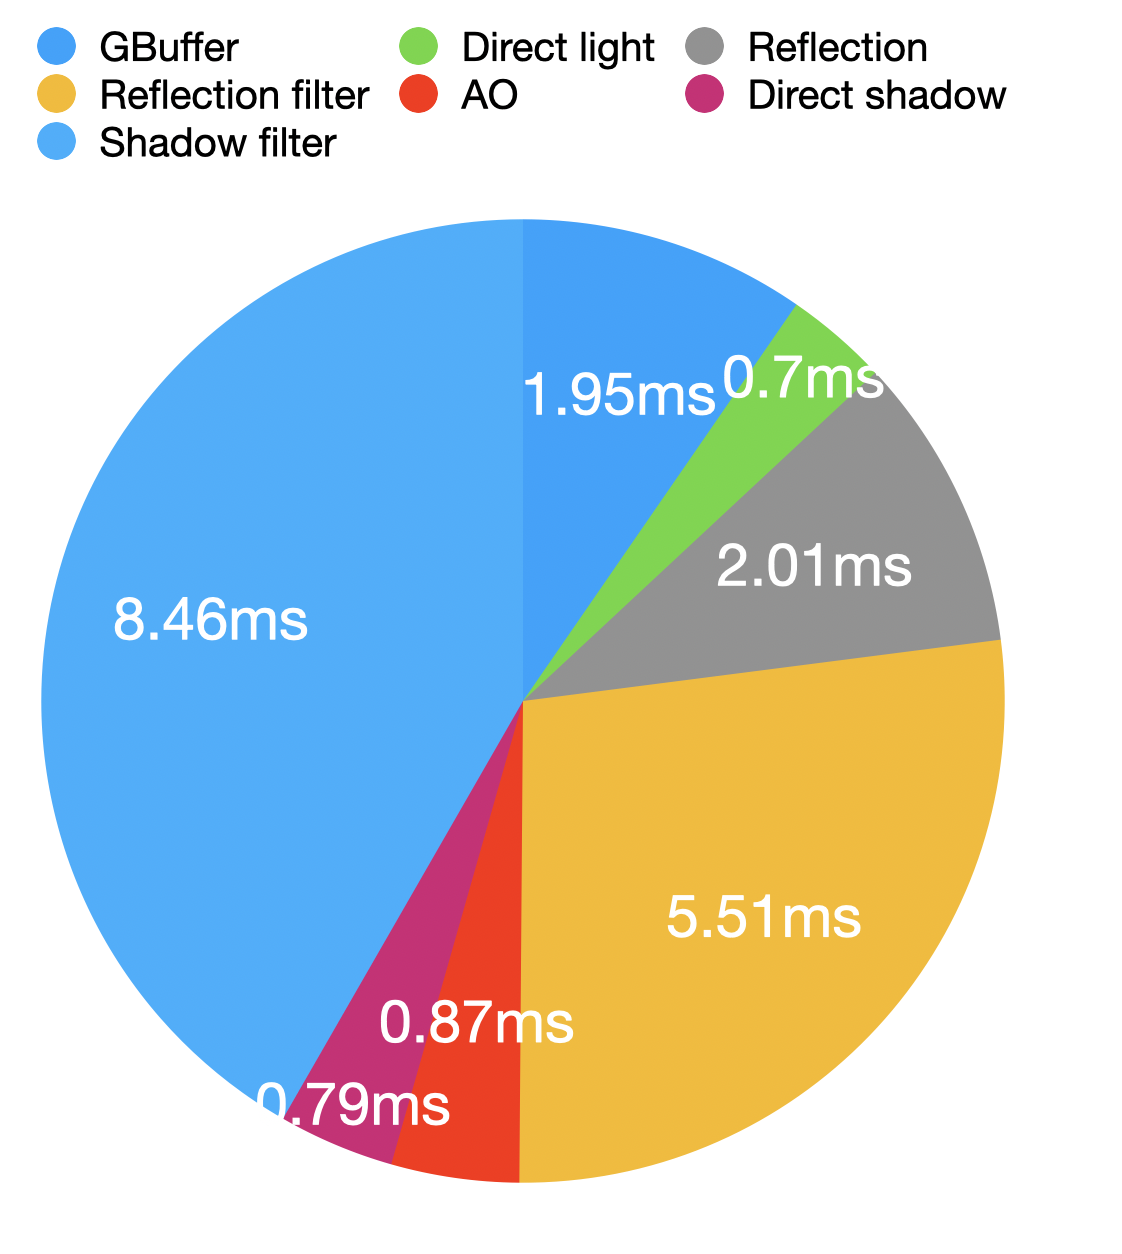 GBuffer
Direct light
Reflection
Reflection filter
AO
Direct shadow
Shadow filter
1.95ms
0.7ms
2.01ms
8.46ms
5.51ms
0.87ms
0.79ms